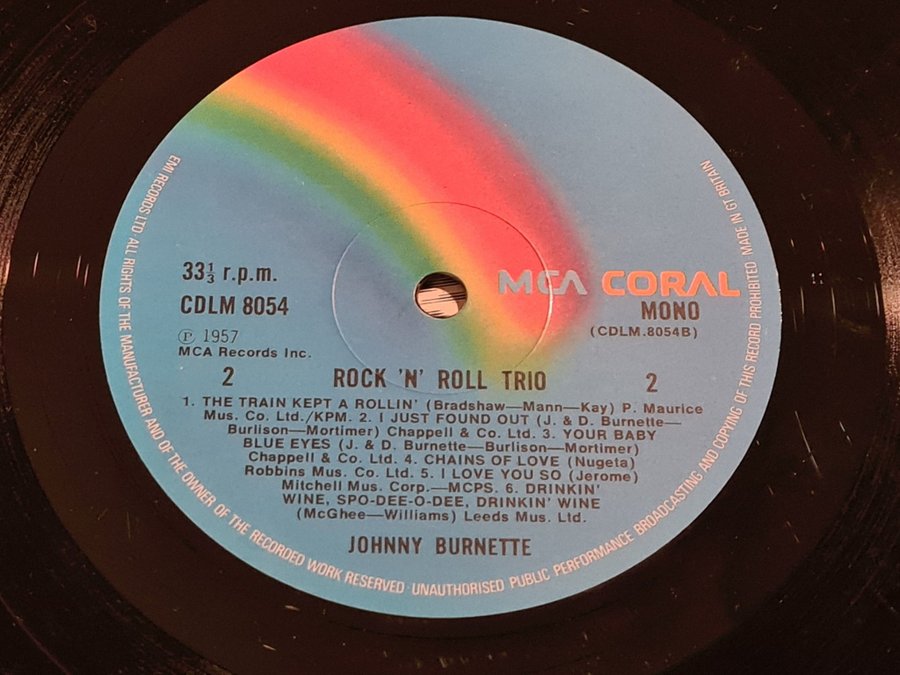 MCA CORAL
33⅓ r.p.m.
CDLM 8054
MONO
(CDLM.8054B)
Ⓟ 1957
MCA Records Inc.
2 ROCK 'N' ROLL TRIO 2
1. THE TRAIN KEPT A ROLLIN' (Bradshaw—Mann—Kay) P. Maurice
Mus. Co. Ltd./KPM. 2. I JUST FOUND OUT (J. & D. Burnette—
Burlison—Mortimer) Chappell & Co. Ltd. 3. YOUR BABY
BLUE EYES (J. & D. Burnette—Burlison—Mortimer)
Chappell & Co. Ltd. 4. CHAINS OF LOVE (Nugeta)
Robbins Mus. Co. Ltd. 5. I LOVE YOU SO (Jerome)
Mitchell Mus. Corp.—MCPS. 6. DRINKIN'
WINE, SPO-DEE-O-DEE, DRINKIN' WINE
(McGhee—Williams) Leeds Mus. Ltd.
JOHNNY BURNETTE
EMI RECORDS LTD · ALL RIGHTS OF THE MANUFACTURER AND OF THE OWNER OF THE RECORDED WORK RESERVED · UNAUTHORISED PUBLIC PERFORMANCE BROADCASTING AND COPYING OF THIS RECORD PROHIBITED MADE IN GT BRITAIN